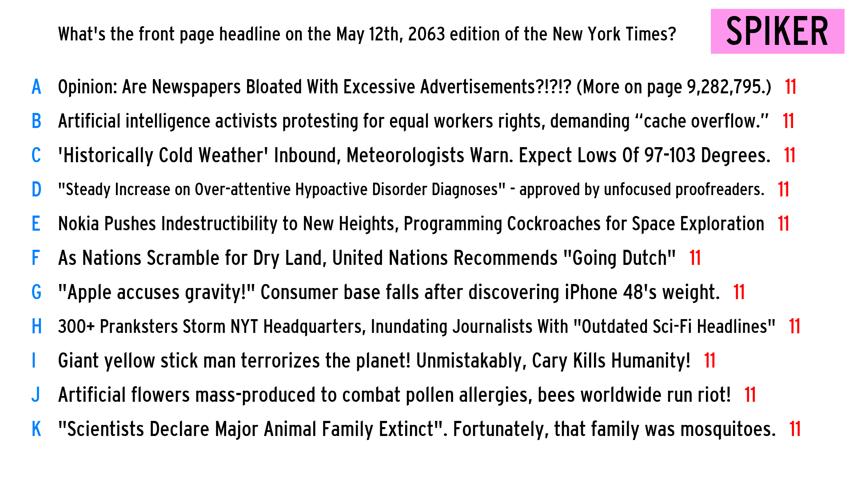 What's the front page headline on the May 12th, 2063 edition of the New York Times?
SPIKER
A Opinion: Are Newspapers Bloated With Excessive Advertisements?!?!? (More on page 9,282,795.) 11
B Artificial intelligence activists protesting for equal workers rights, demanding “cache overflow.” 11
C 'Historically Cold Weather' Inbound, Meteorologists Warn. Expect Lows Of 97-103 Degrees. 11
D "Steady Increase on Over-attentive Hypoactive Disorder Diagnoses" - approved by unfocused proofreaders. 11
E Nokia Pushes Indestructibility to New Heights, Programming Cockroaches for Space Exploration 11
F As Nations Scramble for Dry Land, United Nations Recommends "Going Dutch" 11
G "Apple accuses gravity!" Consumer base falls after discovering iPhone 48's weight. 11
H 300+ Pranksters Storm NYT Headquarters, Inundating Journalists With "Outdated Sci-Fi Headlines" 11
I Giant yellow stick man terrorizes the planet! Unmistakably, Cary Kills Humanity! 11
J Artificial flowers mass-produced to combat pollen allergies, bees worldwide run riot! 11
K "Scientists Declare Major Animal Family Extinct". Fortunately, that family was mosquitoes. 11